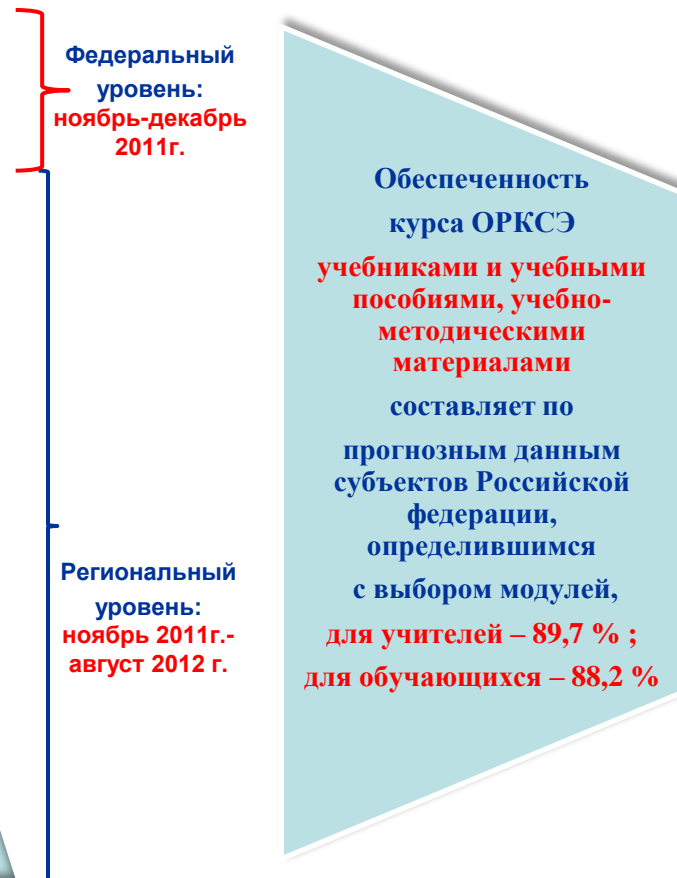 Федеральный
уровень:
ноябрь-декабрь
2011г.
Региональный
уровень:
ноябрь 2011г.-
август 2012 г.
Обеспеченность
курса ОРКСЭ
учебниками и учебными
пособиями, учебно-
методическими
материалами
составляет по
прогнозным данным
субъектов Российской
федерации,
определившимся
с выбором модулей,
для учителей – 89,7 % ;
для обучающихся – 88,2 %